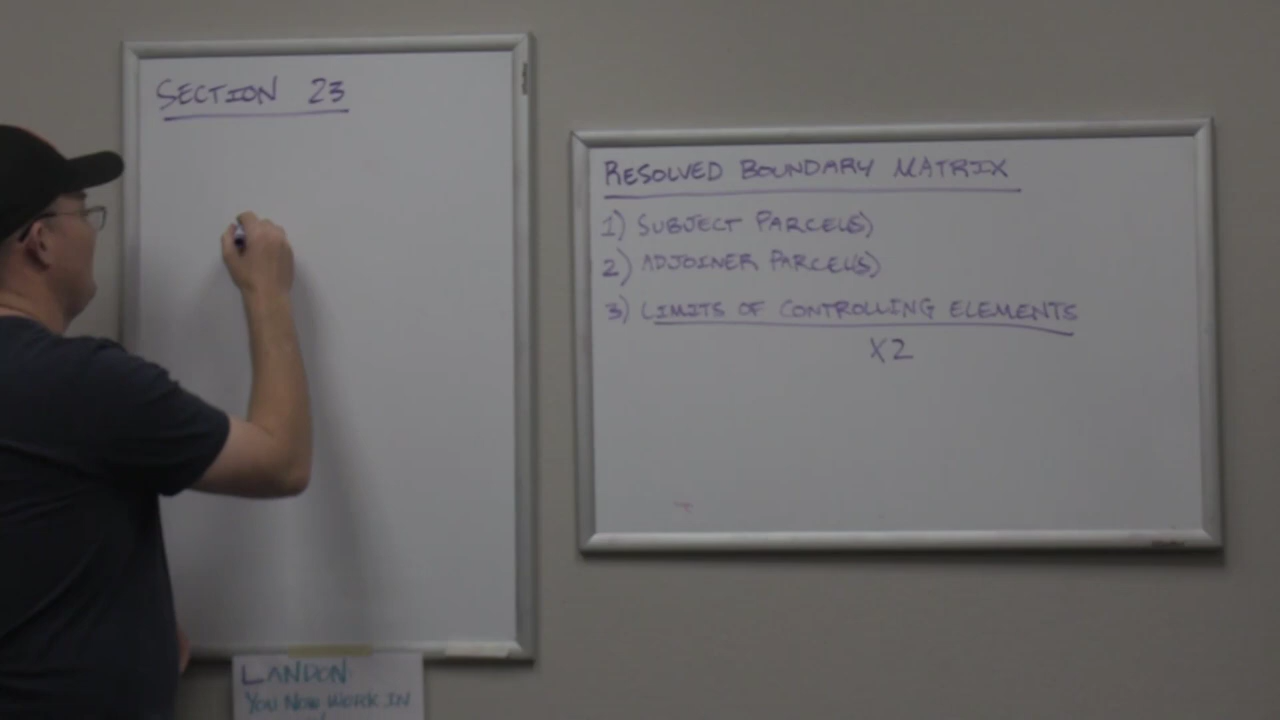 SECTION 23
RESOLVED BOUNDARY MATRIX
1) SUBJECT PARCEL(S)
2) ADJOINER PARCEL(S)
3) LIMITS OF CONTROLLING ELEMENTS
X2
LANDON:
YOU NOW WORK IN